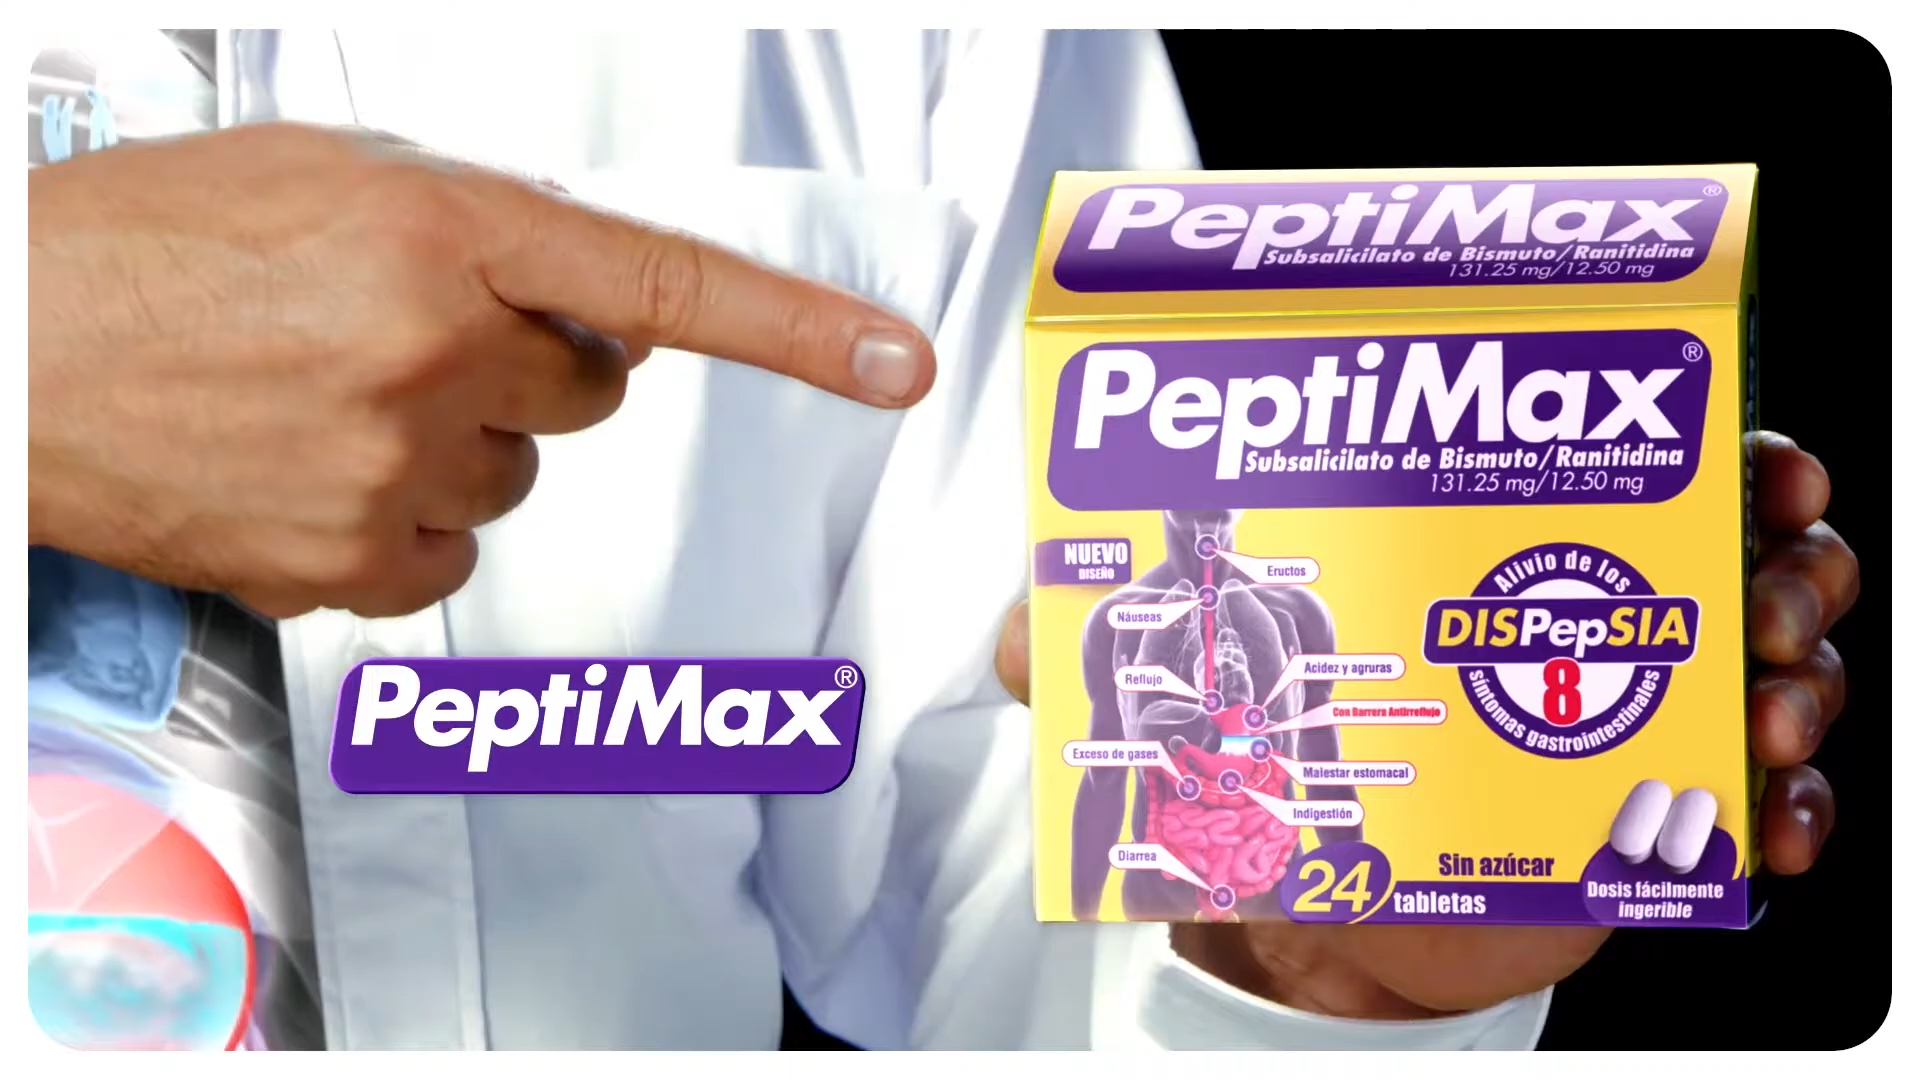 PeptiMax®
Subsalicilato de Bismuto/Ranitidina
131.25 mg/12.50 mg
PeptiMax®
Subsalicilato de Bismuto/Ranitidina
131.25 mg/12.50 mg
NUEVO
DISEÑO
Eructos
Náuseas
Reflujo
Acidez y agruras
Con Barrera Antirreflujo
Exceso de gases
Malestar estomacal
Indigestión
Diarrea
Alivio de los
DISPepSIA
8
síntomas gastrointestinales
24
tabletas
Sin azúcar
Dosis fácilmente
ingerible
PeptiMax®